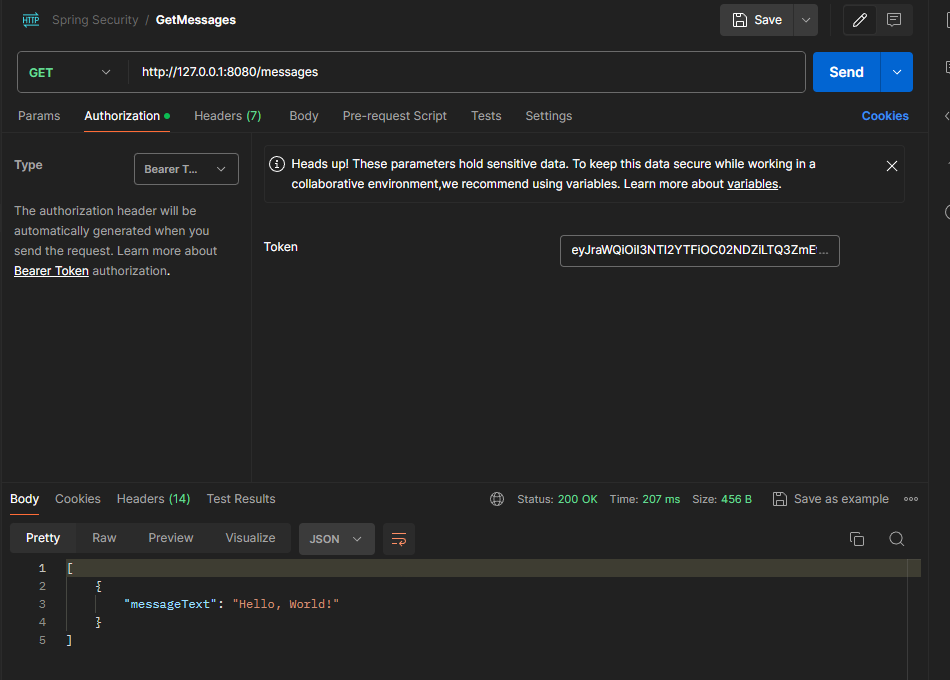 HTTP Spring Security / GetMessages Save
GET http://127.0.0.1:8080/messages Send
Params Authorization Headers (7) Body Pre-request Script Tests Settings Cookies
Type Bearer T...
The authorization header will be
automatically generated when you
send the request. Learn more about
Bearer Token authorization.
Heads up! These parameters hold sensitive data. To keep this data secure while working in a
collaborative environment,we recommend using variables. Learn more about variables.
Token eyJraWQiOiI3NTI2YTFiOC02NDZiLTQ3ZmE...
Body Cookies Headers (14) Test Results Status: 200 OK Time: 207 ms Size: 456 B Save as example
Pretty Raw Preview Visualize JSON
1 [
2 {
3 "messageText": "Hello, World!"
4 }
5 ]